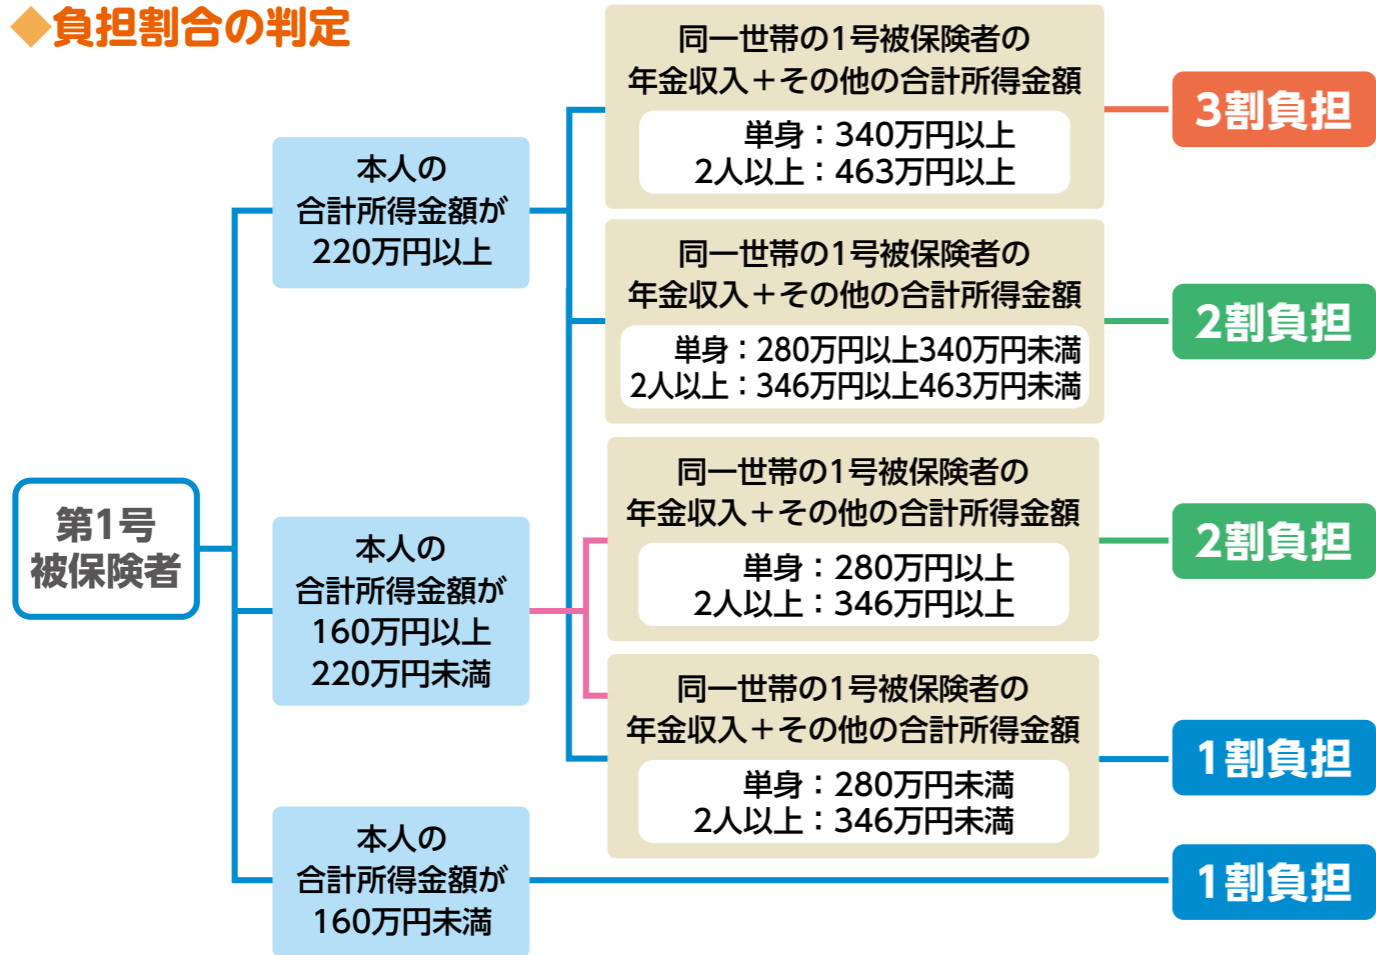 ◆負担割合の判定
第1号
被保険者
本人の
合計所得金額が
220万円以上
同一世帯の1号被保険者の
年金収入＋その他の合計所得金額
単身：340万円以上
2人以上：463万円以上
3割負担
同一世帯の1号被保険者の
年金収入＋その他の合計所得金額
単身：280万円以上340万円未満
2人以上：346万円以上463万円未満
2割負担
本人の
合計所得金額が
160万円以上
220万円未満
同一世帯の1号被保険者の
年金収入＋その他の合計所得金額
単身：280万円以上
2人以上：346万円以上
2割負担
同一世帯の1号被保険者の
年金収入＋その他の合計所得金額
単身：280万円未満
2人以上：346万円未満
1割負担
本人の
合計所得金額が
160万円未満
1割負担